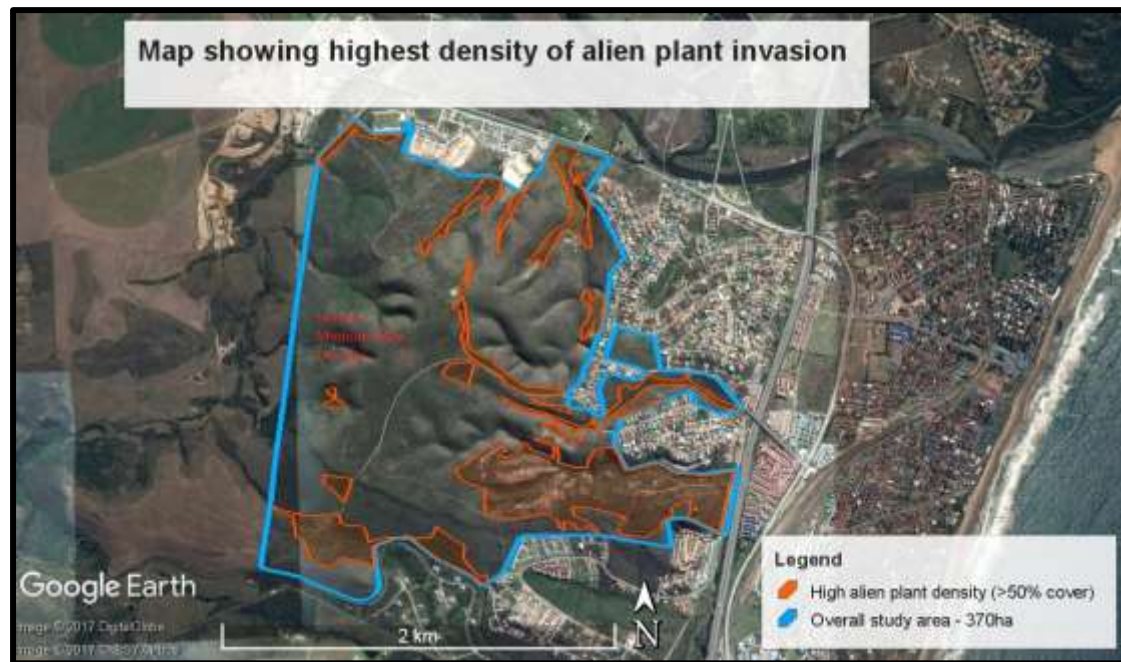 Map showing highest density of alien plant invasion
Legend
High alien plant density (>50% cover)
Overall study area - 370ha
Google Earth
2 km
N